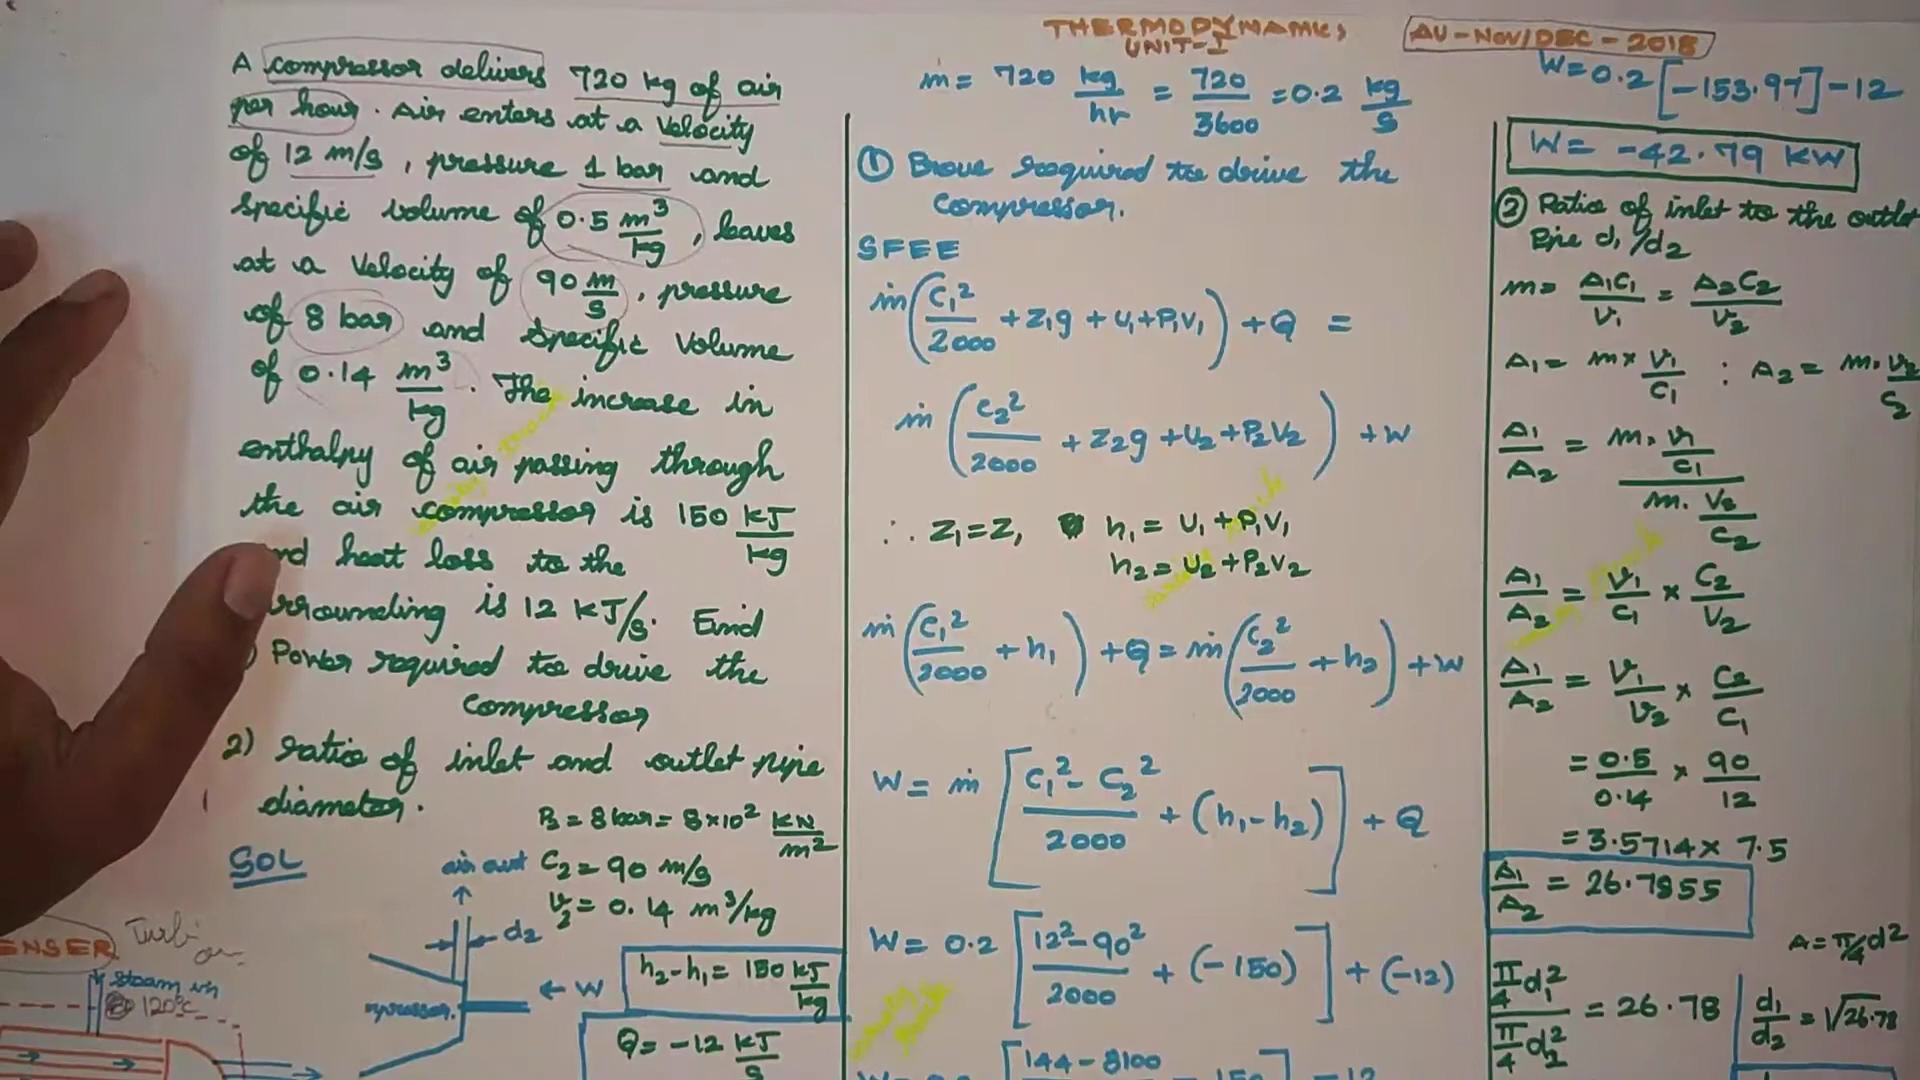 THERMODYNAMICS
UNIT-I
AU-NOV/DEC-2018
A compressor delivers 720 kg of air
per hour. Air enters at a velocity
of 12 m/s, pressure 1 bar and
specific volume of 0.5 m³/kg, leaves
at a velocity of 90 m/s, pressure
of 8 bar and specific volume
of 0.14 m³/kg. The increase in
enthalpy of air passing through
the air compressor is 150 kJ/kg
nd heat loss to the
rrounding is 12 kJ/s. Find
) Power required to drive the
compressor
2) ratio of inlet and outlet pipe
diameter.
SOL
P2 = 8 bar = 8×10² KN/m²
C2 = 90 m/s
V2 = 0.14 m³/kg
air out
d2
← W
mpressor.
h2-h1 = 150 kJ/kg
Q = -12 kJ/s
ENSER
steam in
120°C
m = 720 kg/hr = 720/3600 = 0.2 kg/s
① required to drive the
compressor.
SFEE
ṁ(C1²/2000 + Z1g + U1+P1V1) + Q =
ṁ(C2²/2000 + Z2g + U2+P2V2) + W
∴ Z1=Z, h1 = U1+P1V1
h2 = U2+P2V2
ṁ(C1²/2000 + h1) + Q = ṁ(C2²/2000 + h2) + W
W = ṁ[C1²-C2²/2000 + (h1-h2)] + Q
W = 0.2[12²-90²/2000 + (-150)] + (-12)
144-8100
W = 0.2[-153.97]-12
W = -42.79 KW
② Ratio of inlet to the outlet
Pipe d1/d2
m = A1C1/V1 = A2C2/V2
A1 = m×V1/C1 : A2 = m.V2/C2
A1/A2 = m.V1/C1 / m.V2/C2
A1/A2 = V1/C1 × C2/V2
A1/A2 = V1/V2 × C2/C1
= 0.5/0.14 × 90/12
= 3.5714 × 7.5
A1/A2 = 26.7855
A = π/4 d²
π/4 d1² / π/4 d2² = 26.78
d1/d2 = √26.78